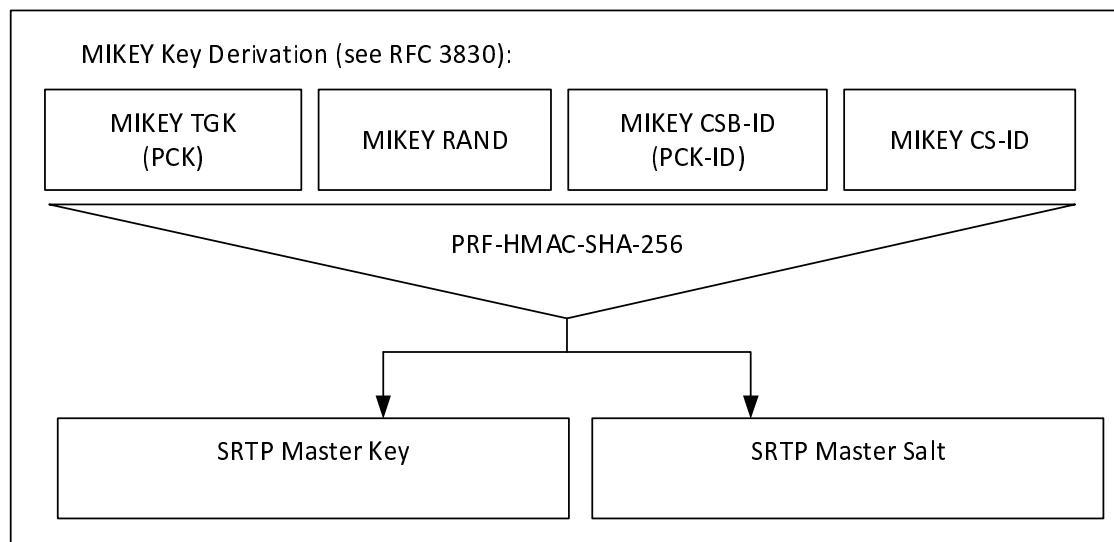 MIKEY Key Derivation (see RFC 3830):
MIKEY TGK
(PCK)
MIKEY RAND
MIKEY CSB-ID
(PCK-ID)
MIKEY CS-ID
PRF-HMAC-SHA-256
SRTP Master Key
SRTP Master Salt